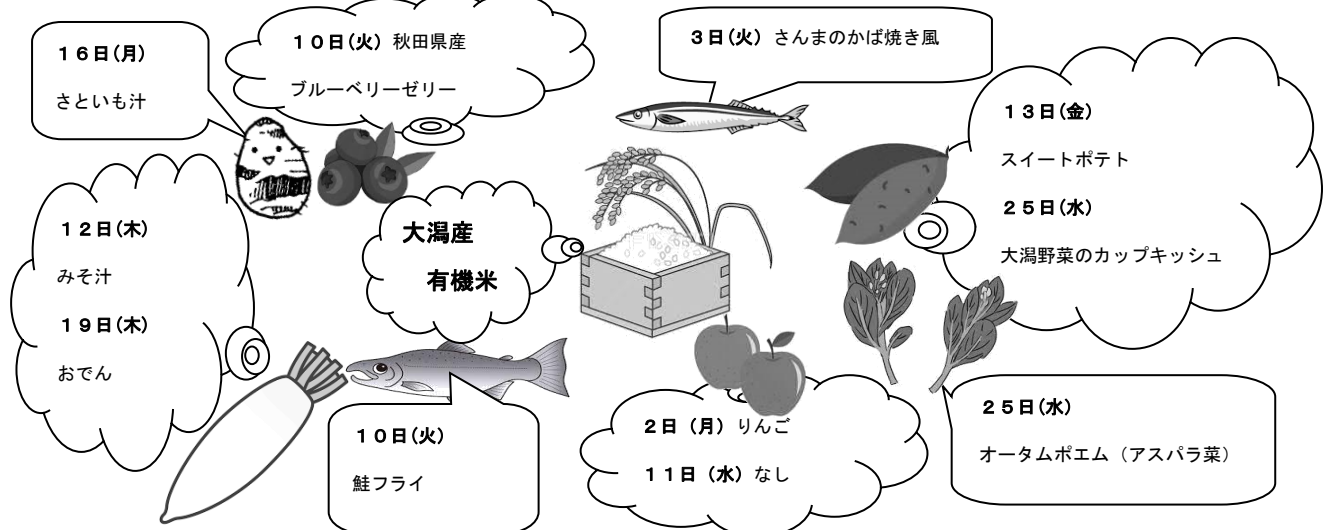 １６日(月)
さといも汁
１０日(火) 秋田県産
ブルーベリーゼリー
３日(火) さんまのかば焼き風
１３日(金)
スイートポテト
２５日(水)
大潟野菜のカップキッシュ
１２日(木)
みそ汁
１９日(木)
おでん
大潟産
有機米
１０日(火)
鮭フライ
２日（月）りんご
１１日（水）なし
２５日(水)
オータムポエム（アスパラ菜）